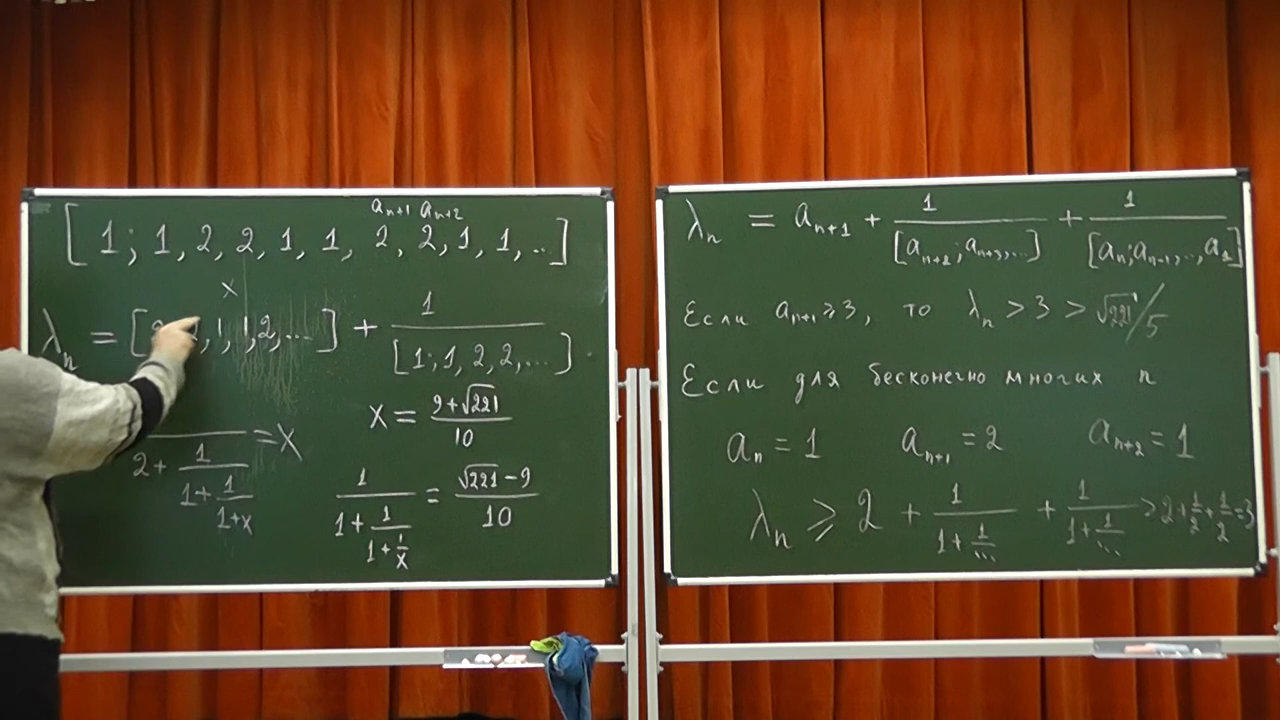 a_{n+1} a_{n+2}
[1; 1, 2, 2, 1, 1, 2, 2, 1, 1, ...]
x
λ_n = [2, 1, 1, 2, ...] + 1/[1; 1, 2, 2, ...]
x = (9+√221)/10
2 + 1/(1 + 1/(1+x)) = x
1/(1 + 1/(1 + 1/x)) = (√221 - 9)/10
λ_n = a_{n+1} + 1/[a_{n+2}; a_{n+3}, ...] + 1/[a_n; a_{n-1}, ..., a_1]
Если a_{n+1} ≥ 3, то λ_n > 3 > √221/5
Если для бесконечно многих n
a_n = 1 a_{n+1} = 2 a_{n+2} = 1
λ_n ≥ 2 + 1/(1 + 1/...) + 1/(1 + 1/...) > 2 + 1/2 + 1/2 = 3